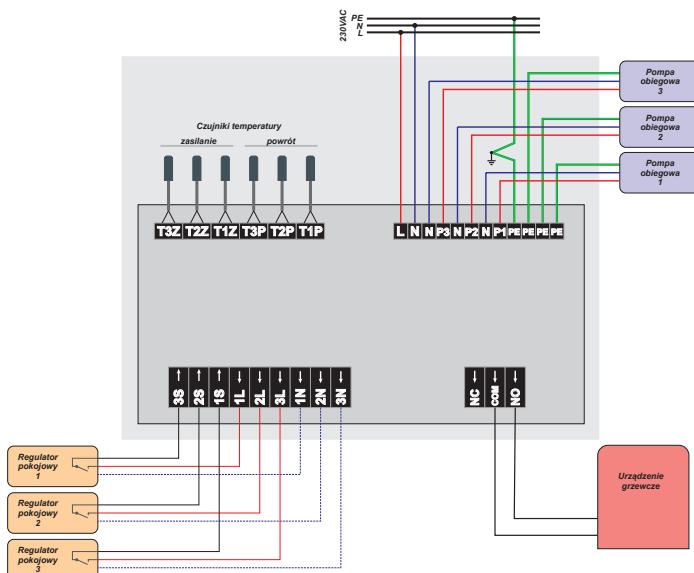 230VAC
PE
N
L
Pompa
obiegowa
3
Pompa
obiegowa
2
Pompa
obiegowa
1
Czujniki temperatury
zasilanie powrót
T3Z T2Z T1Z T3P T2P T1P
L N N P3 N P2 N P1 PE PE PE PE
3S 2S 1S 1L 2L 3L 1N 2N 3N
NC COM NO
Regulator
pokojowy
1
Regulator
pokojowy
2
Regulator
pokojowy
3
Urządzenie
grzewcze